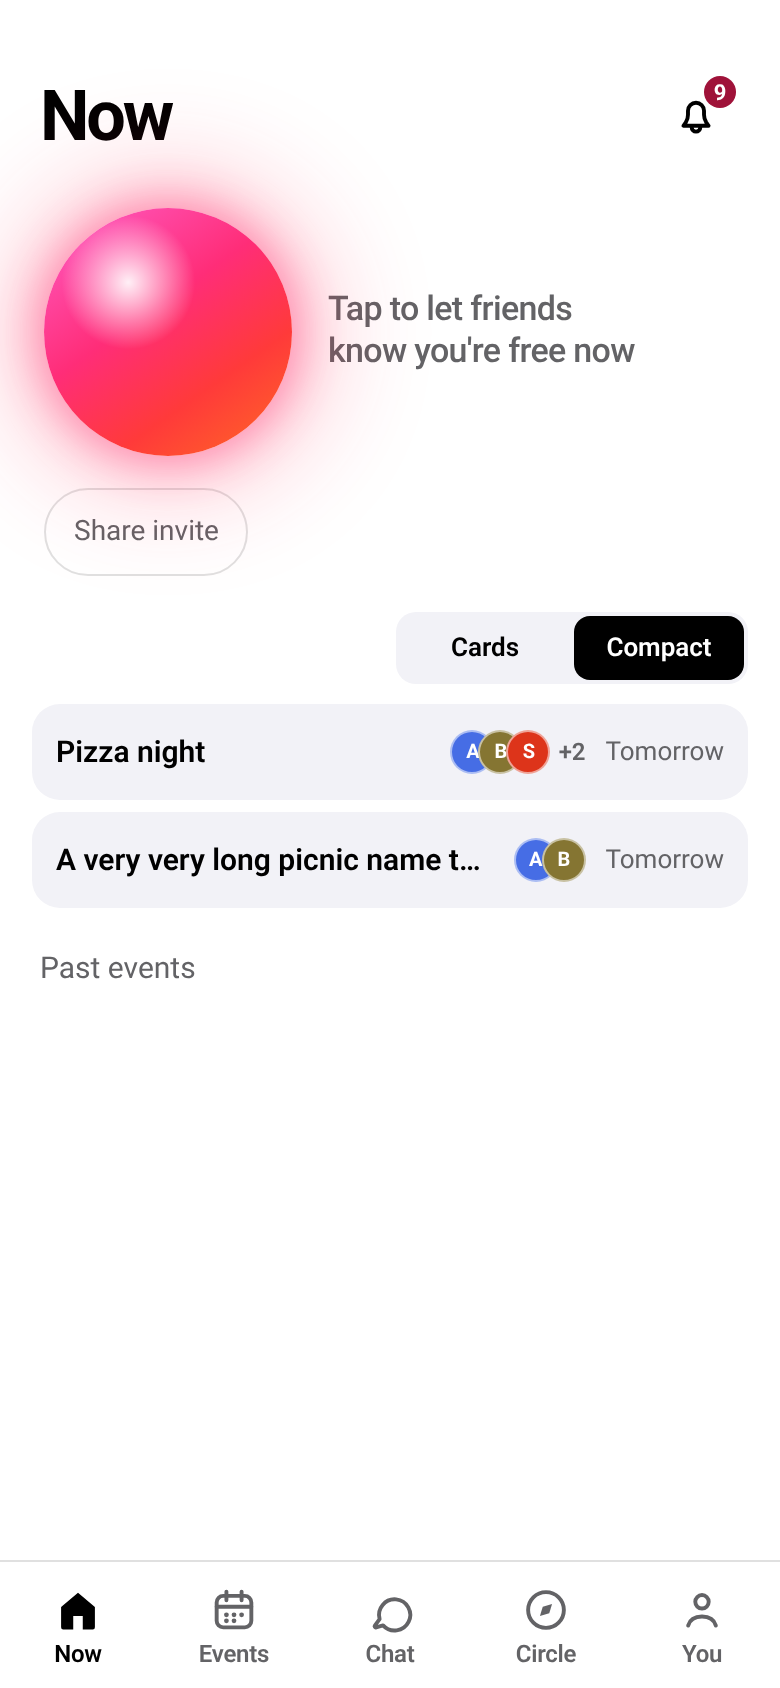 Now
9
Tap to let friends
know you're free now
Share invite
Cards Compact
Pizza night A B S +2 Tomorrow
A very very long picnic name t... A B Tomorrow
Past events
Now Events Chat Circle You